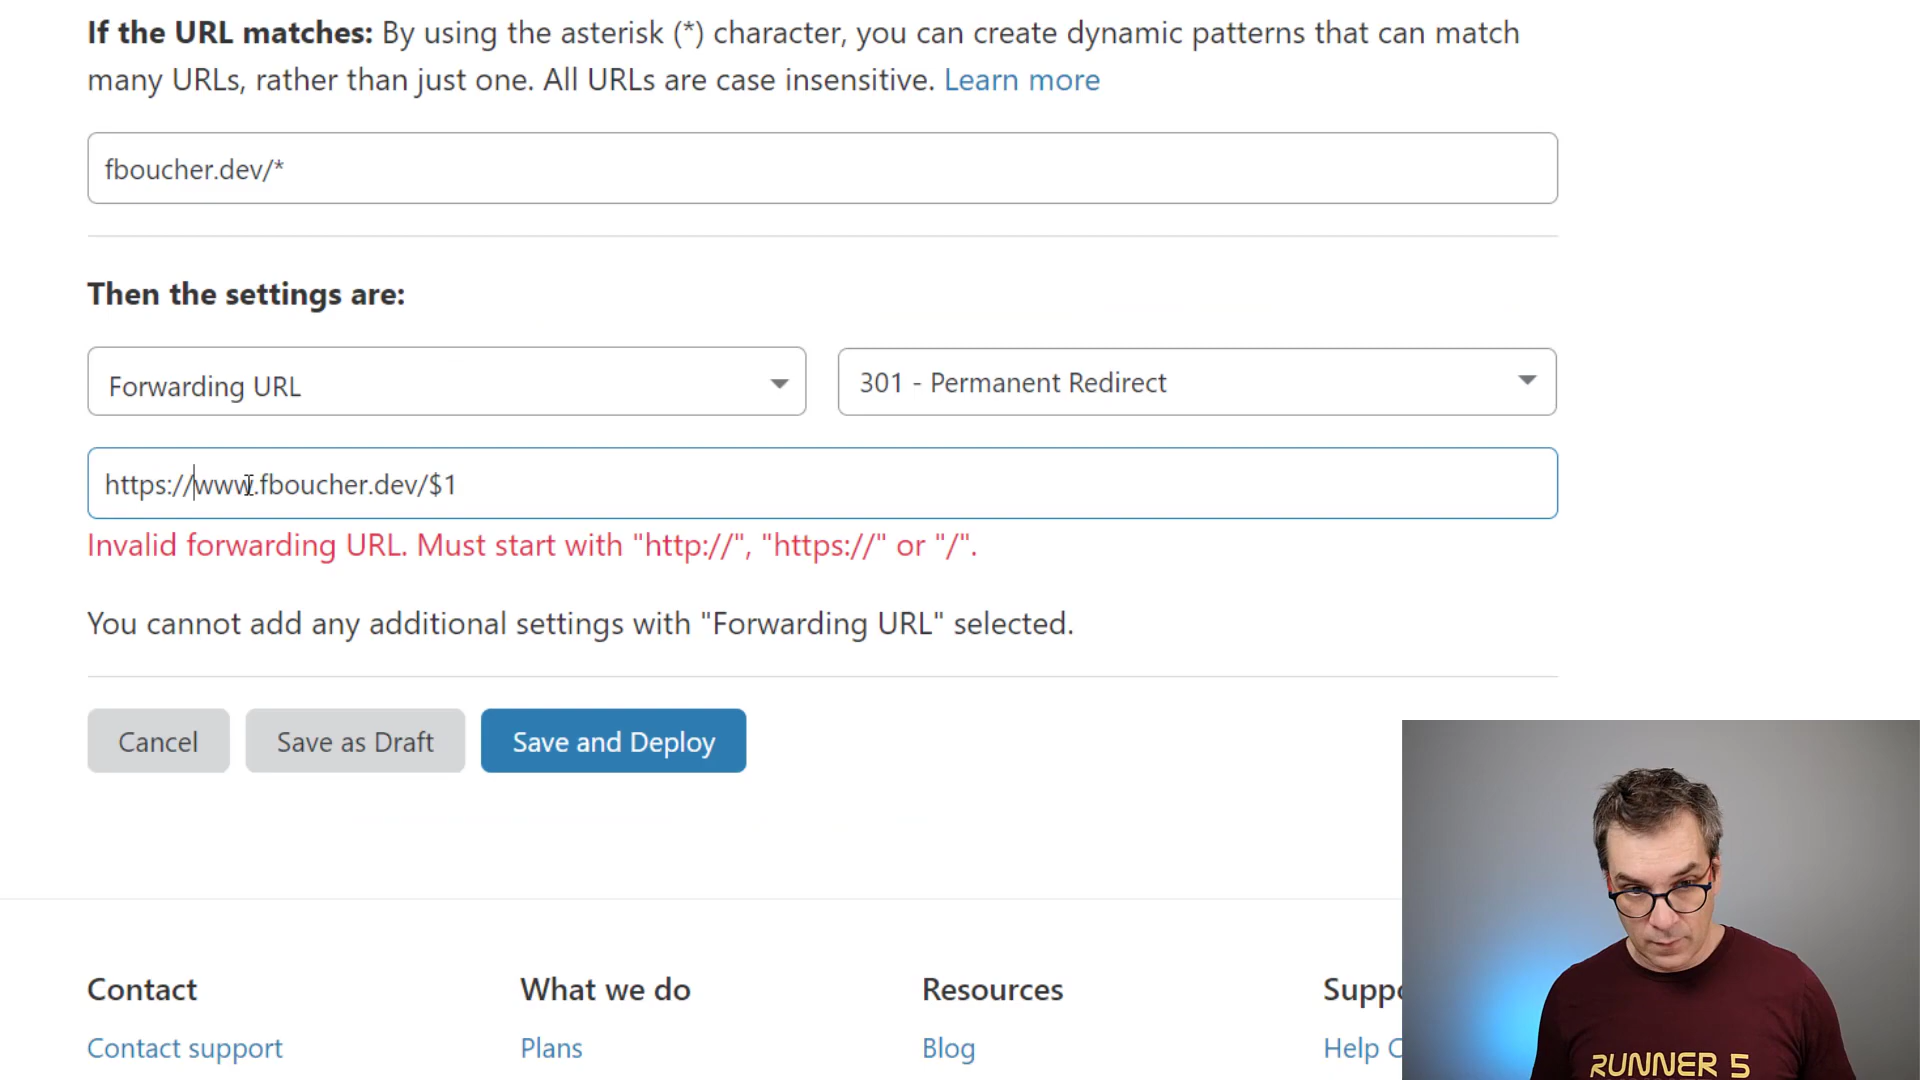 If the URL matches: By using the asterisk (*) character, you can create dynamic patterns that can match
many URLs, rather than just one. All URLs are case insensitive. Learn more
fboucher.dev/*
Then the settings are:
Forwarding URL
301 - Permanent Redirect
https://www.fboucher.dev/$1
Invalid forwarding URL. Must start with "http://", "https://" or "/".
You cannot add any additional settings with "Forwarding URL" selected.
Cancel
Save as Draft
Save and Deploy
Contact
What we do
Resources
Suppo
Contact support
Plans
Blog
Help C
RUNNER 5